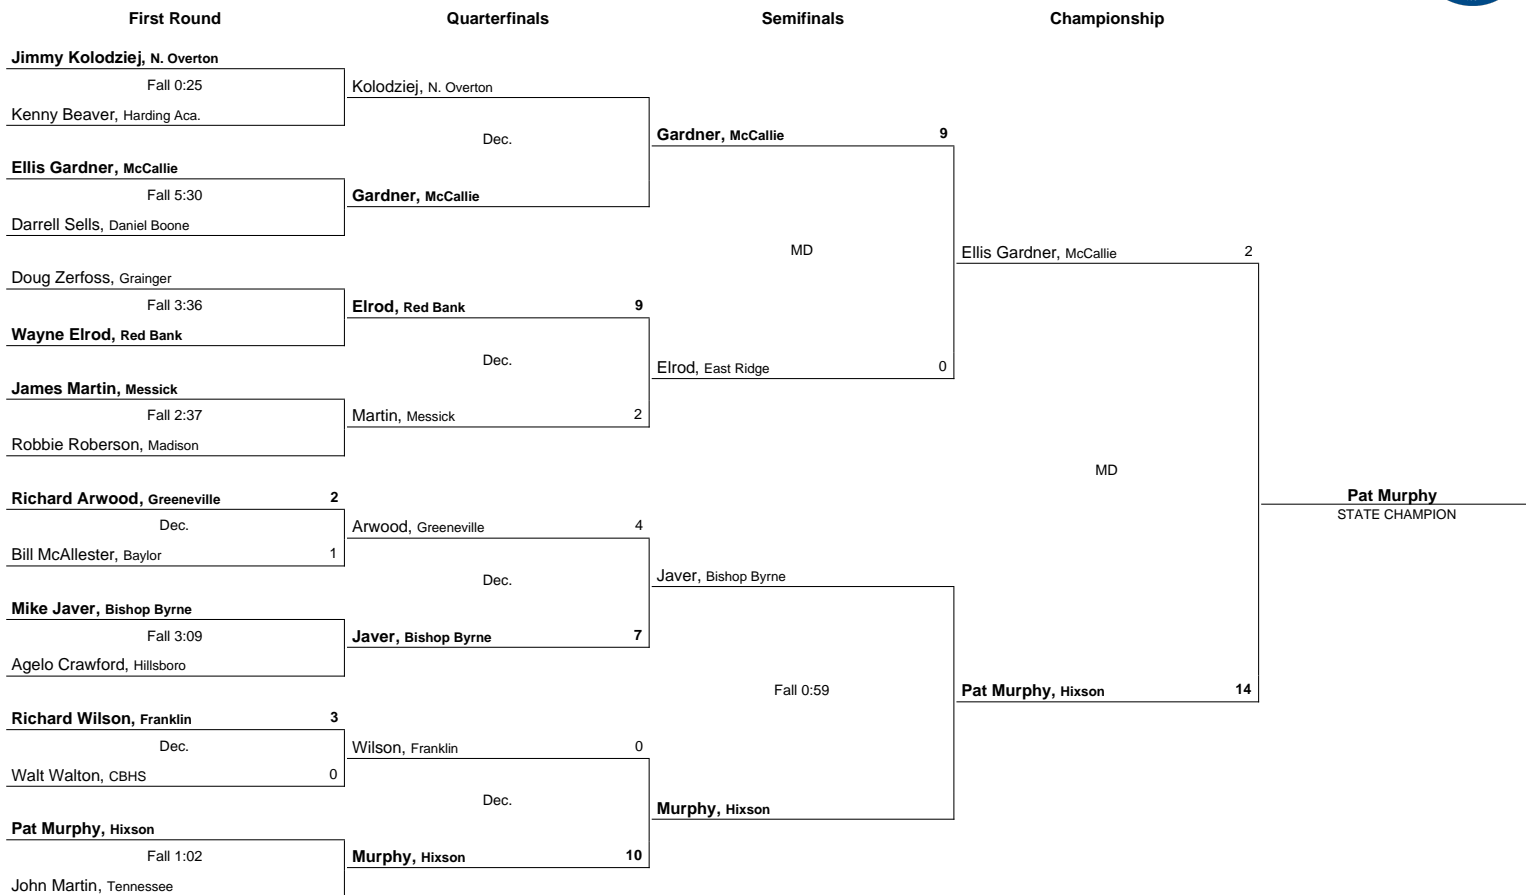 First Round Quarterfinals Semifinals Championship
Jimmy Kolodziej, N. Overton
Fall 0:25
Kenny Beaver, Harding Aca.
Ellis Gardner, McCallie
Fall 5:30
Darrell Sells, Daniel Boone
Doug Zerfoss, Grainger
Fall 3:36
Wayne Elrod, Red Bank
James Martin, Messick
Fall 2:37
Robbie Roberson, Madison
Richard Arwood, Greeneville 2
Dec.
Bill McAllester, Baylor 1
Mike Javer, Bishop Byrne
Fall 3:09
Agelo Crawford, Hillsboro
Richard Wilson, Franklin 3
Dec.
Walt Walton, CBHS 0
Pat Murphy, Hixson
Fall 1:02
John Martin, Tennessee
Kolodziej, N. Overton
Dec.
Gardner, McCallie
Elrod, Red Bank 9
Dec.
Martin, Messick 2
Arwood, Greeneville 4
Dec.
Javer, Bishop Byrne 7
Wilson, Franklin 0
Dec.
Murphy, Hixson 10
Gardner, McCallie 9
MD
Elrod, East Ridge 0
Javer, Bishop Byrne
Fall 0:59
Murphy, Hixson
Ellis Gardner, McCallie 2
MD
Pat Murphy, Hixson 14
Pat Murphy
STATE CHAMPION